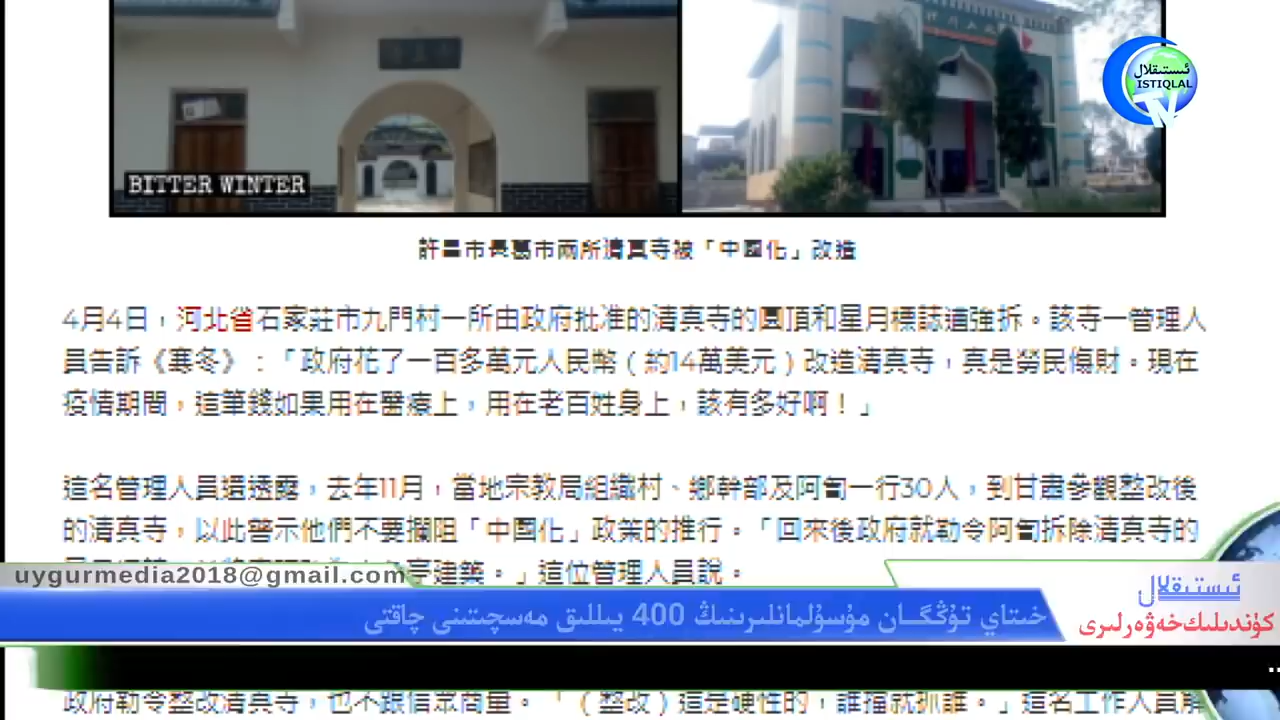 ئىستىقلال
ISTIQLAL
TV
BITTER WINTER
許昌市長葛市兩所清真寺被「中國化」改造
4月4日，河北省石家莊市九門村一所由政府批准的清真寺的圓頂和星月標誌遭強拆。該寺一管理人
員告訴《寒冬》：「政府花了一百多萬元人民幣（約14萬美元）改造清真寺，真是勞民傷財。現在
疫情期間，這筆錢如果用在醫療上，用在老百姓身上，該有多好啊！」
這名管理人員還透露，去年11月，當地宗教局組織村、鄉幹部及阿訇一行30人，到甘肅參觀整改後
的清真寺，以此警示他們不要攔阻「中國化」政策的推行。「回來後政府就勒令阿訇拆除清真寺的
亭建築。」這位管理人員說。
uygurmedia2018@gmail.com
ئىستىقلال
كۈندىلىك خەۋەرلىرى
خىتاي تۇڭگان مۇسۇلمانلىرىنىڭ 400 يىللىق مەسچىتىنى چاقتى
政府勒令整改清真寺，也不跟信眾商量。「（整改）這是硬性的，誰擋就抓誰。」這名工作人員解